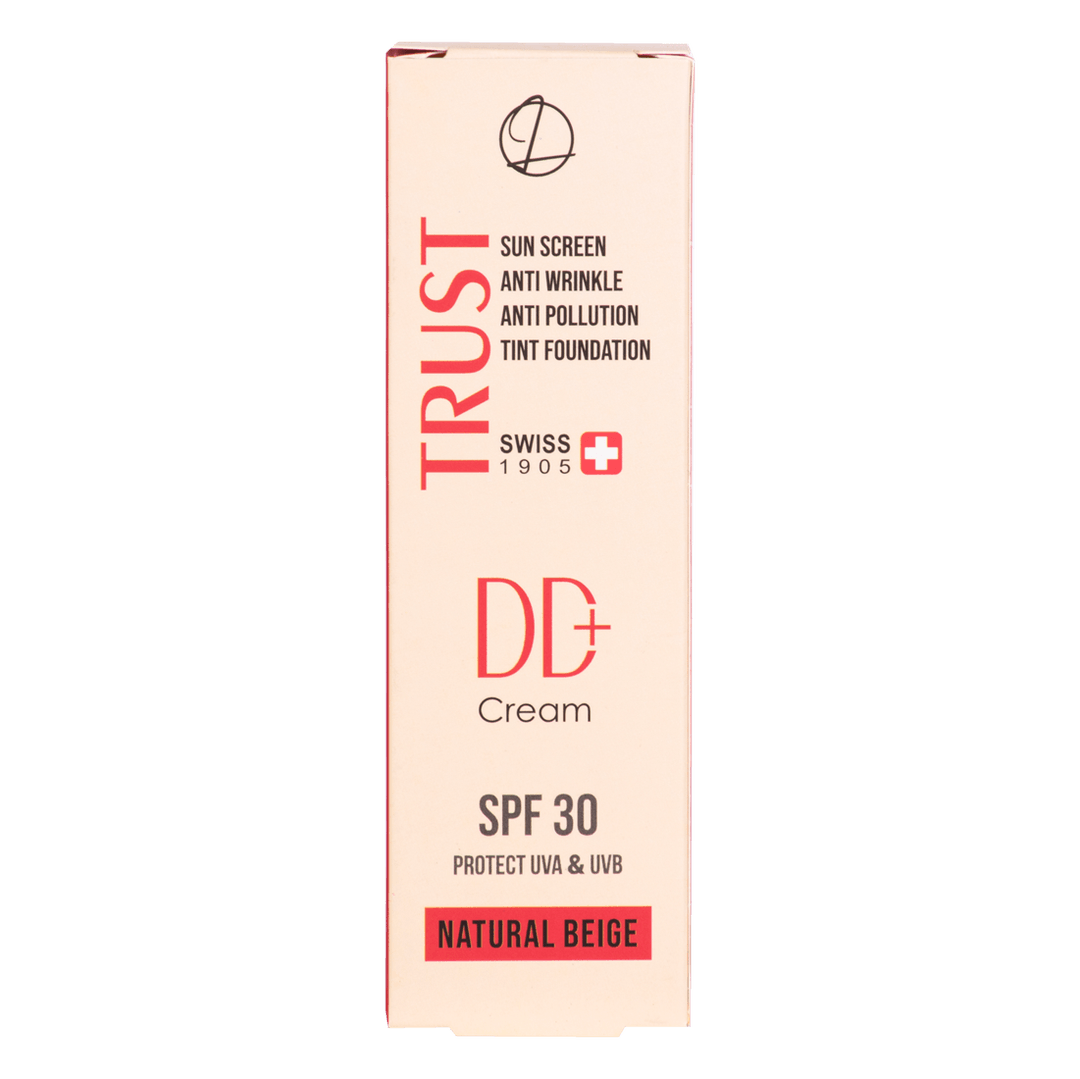 TRUST
SUN SCREEN
ANTI WRINKLE
ANTI POLLUTION
TINT FOUNDATION
SWISS
1905
DD+
Cream
SPF 30
PROTECT UVA & UVB
NATURAL BEIGE